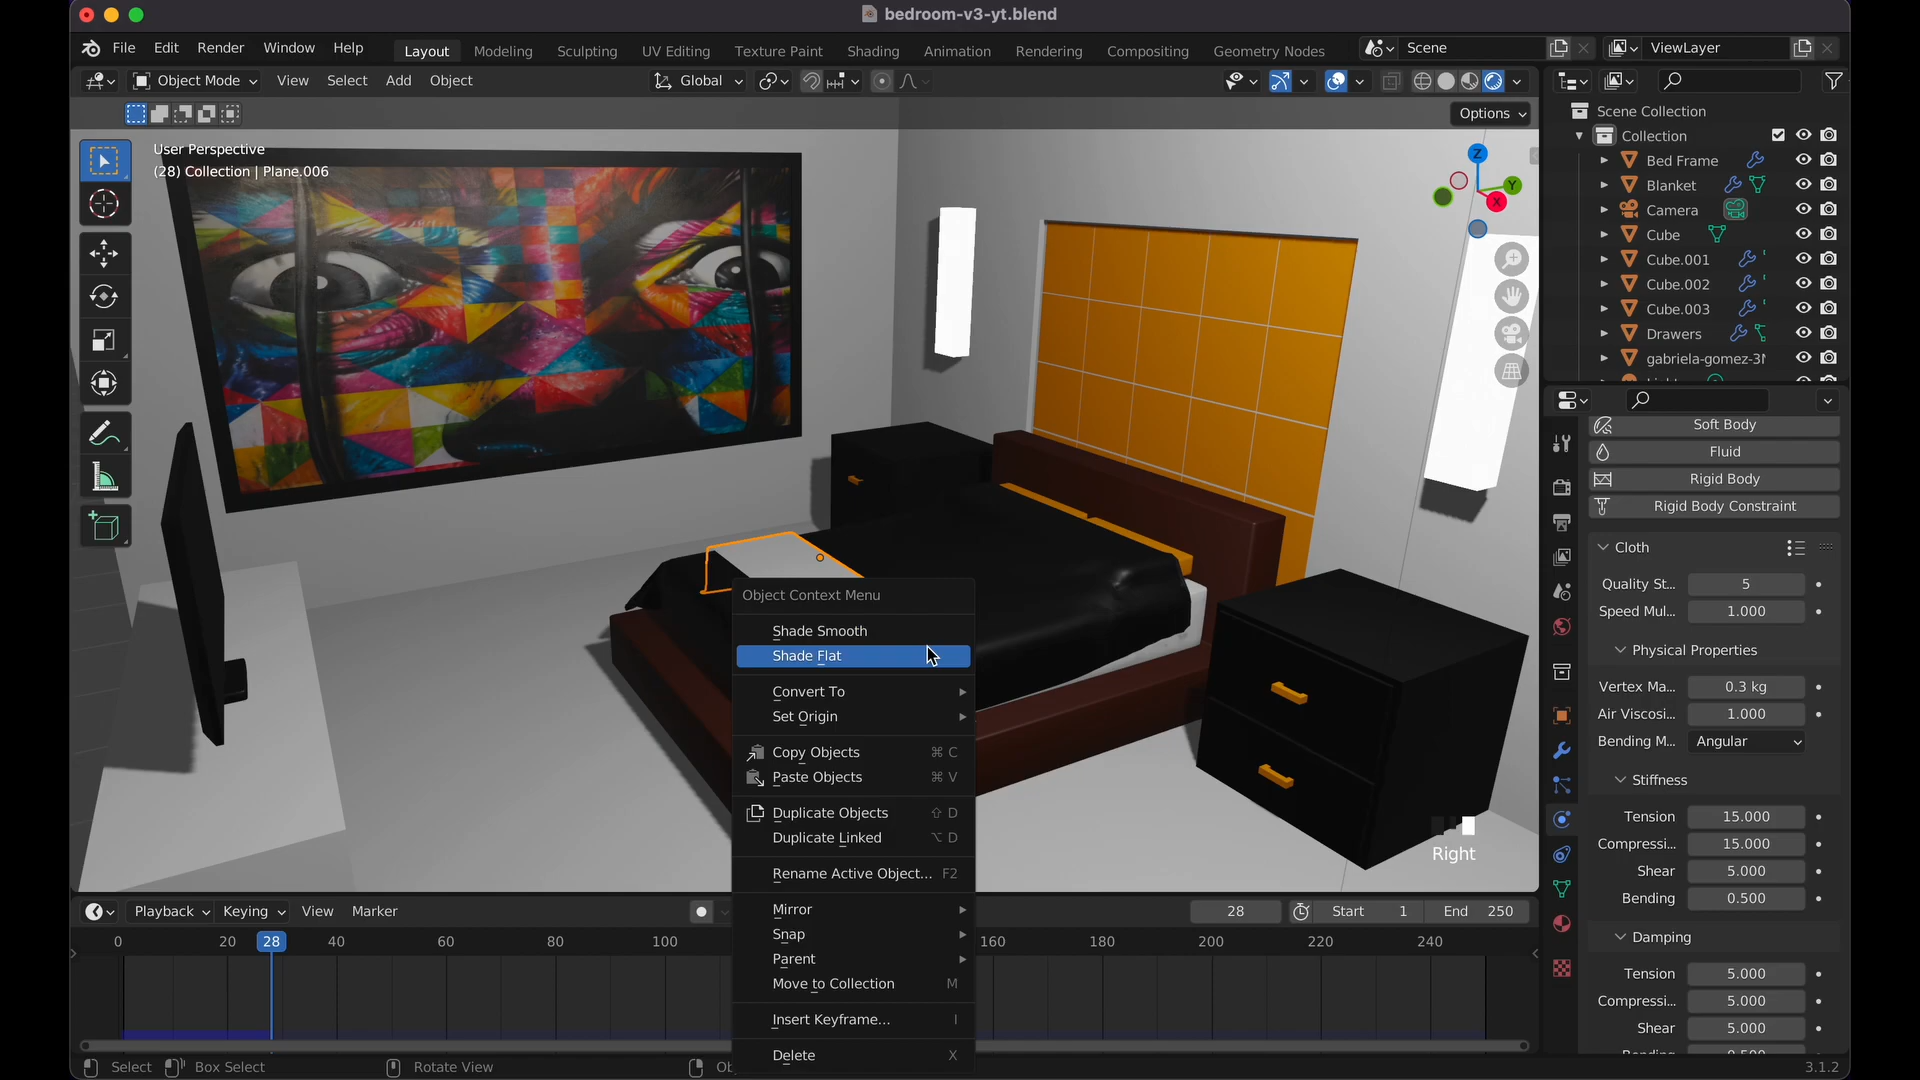 bedroom-v3-yt.blend
File Edit Render Window Help Layout Modeling Sculpting UV Editing Texture Paint Shading Animation Rendering Compositing Geometry Nodes Scene ViewLayer
Object Mode View Select Add Object Global
Options
User Perspective
(28) Collection | Plane.006
Z
Y
X
Scene Collection
Collection
Bed Frame
Blanket
Camera
Cube
Cube.001
Cube.002
Cube.003
Drawers
gabriela-gomez-3
Soft Body
Fluid
Rigid Body
Rigid Body Constraint
Cloth
Quality St... 5
Speed Mul... 1.000
Physical Properties
Vertex Ma... 0.3 kg
Air Viscosi... 1.000
Bending M... Angular
Stiffness
Tension 15.000
Compressi... 15.000
Shear 5.000
Bending 0.500
Damping
Tension 5.000
Compressi... 5.000
Shear 5.000
Object Context Menu
Shade Smooth
Shade Flat
Convert To
Set Origin
Copy Objects ⌘ C
Paste Objects ⌘ V
Duplicate Objects ⇧ D
Duplicate Linked ⌥ D
Rename Active Object... F2
Mirror
Snap
Parent
Move to Collection M
Insert Keyframe... I
Delete X
Right
Playback Keying View Marker 28 Start 1 End 250
0 20 28 40 60 80 100 160 180 200 220 240
Select Box Select Rotate View 3.1.2